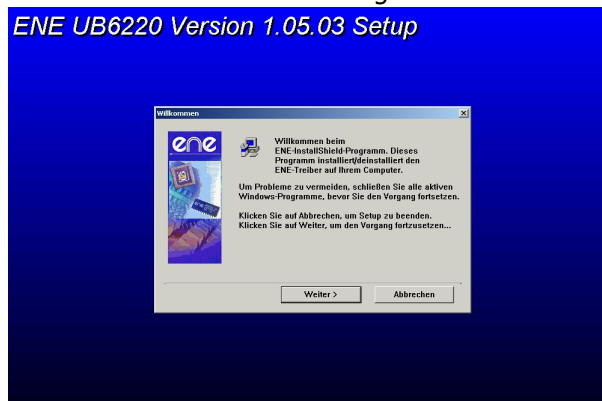 ENE UB6220 Version 1.05.03 Setup
Willkommen
ene
Willkommen beim
ENE-InstallShield-Programm. Dieses
Programm installiert/deinstalliert den
ENE-Treiber auf Ihrem Computer.
Um Probleme zu vermeiden, schließen Sie alle aktiven
Windows-Programme, bevor Sie den Vorgang fortsetzen.
Klicken Sie auf Abbrechen, um Setup zu beenden.
Klicken Sie auf Weiter, um den Vorgang fortzusetzen...
Weiter >
Abbrechen